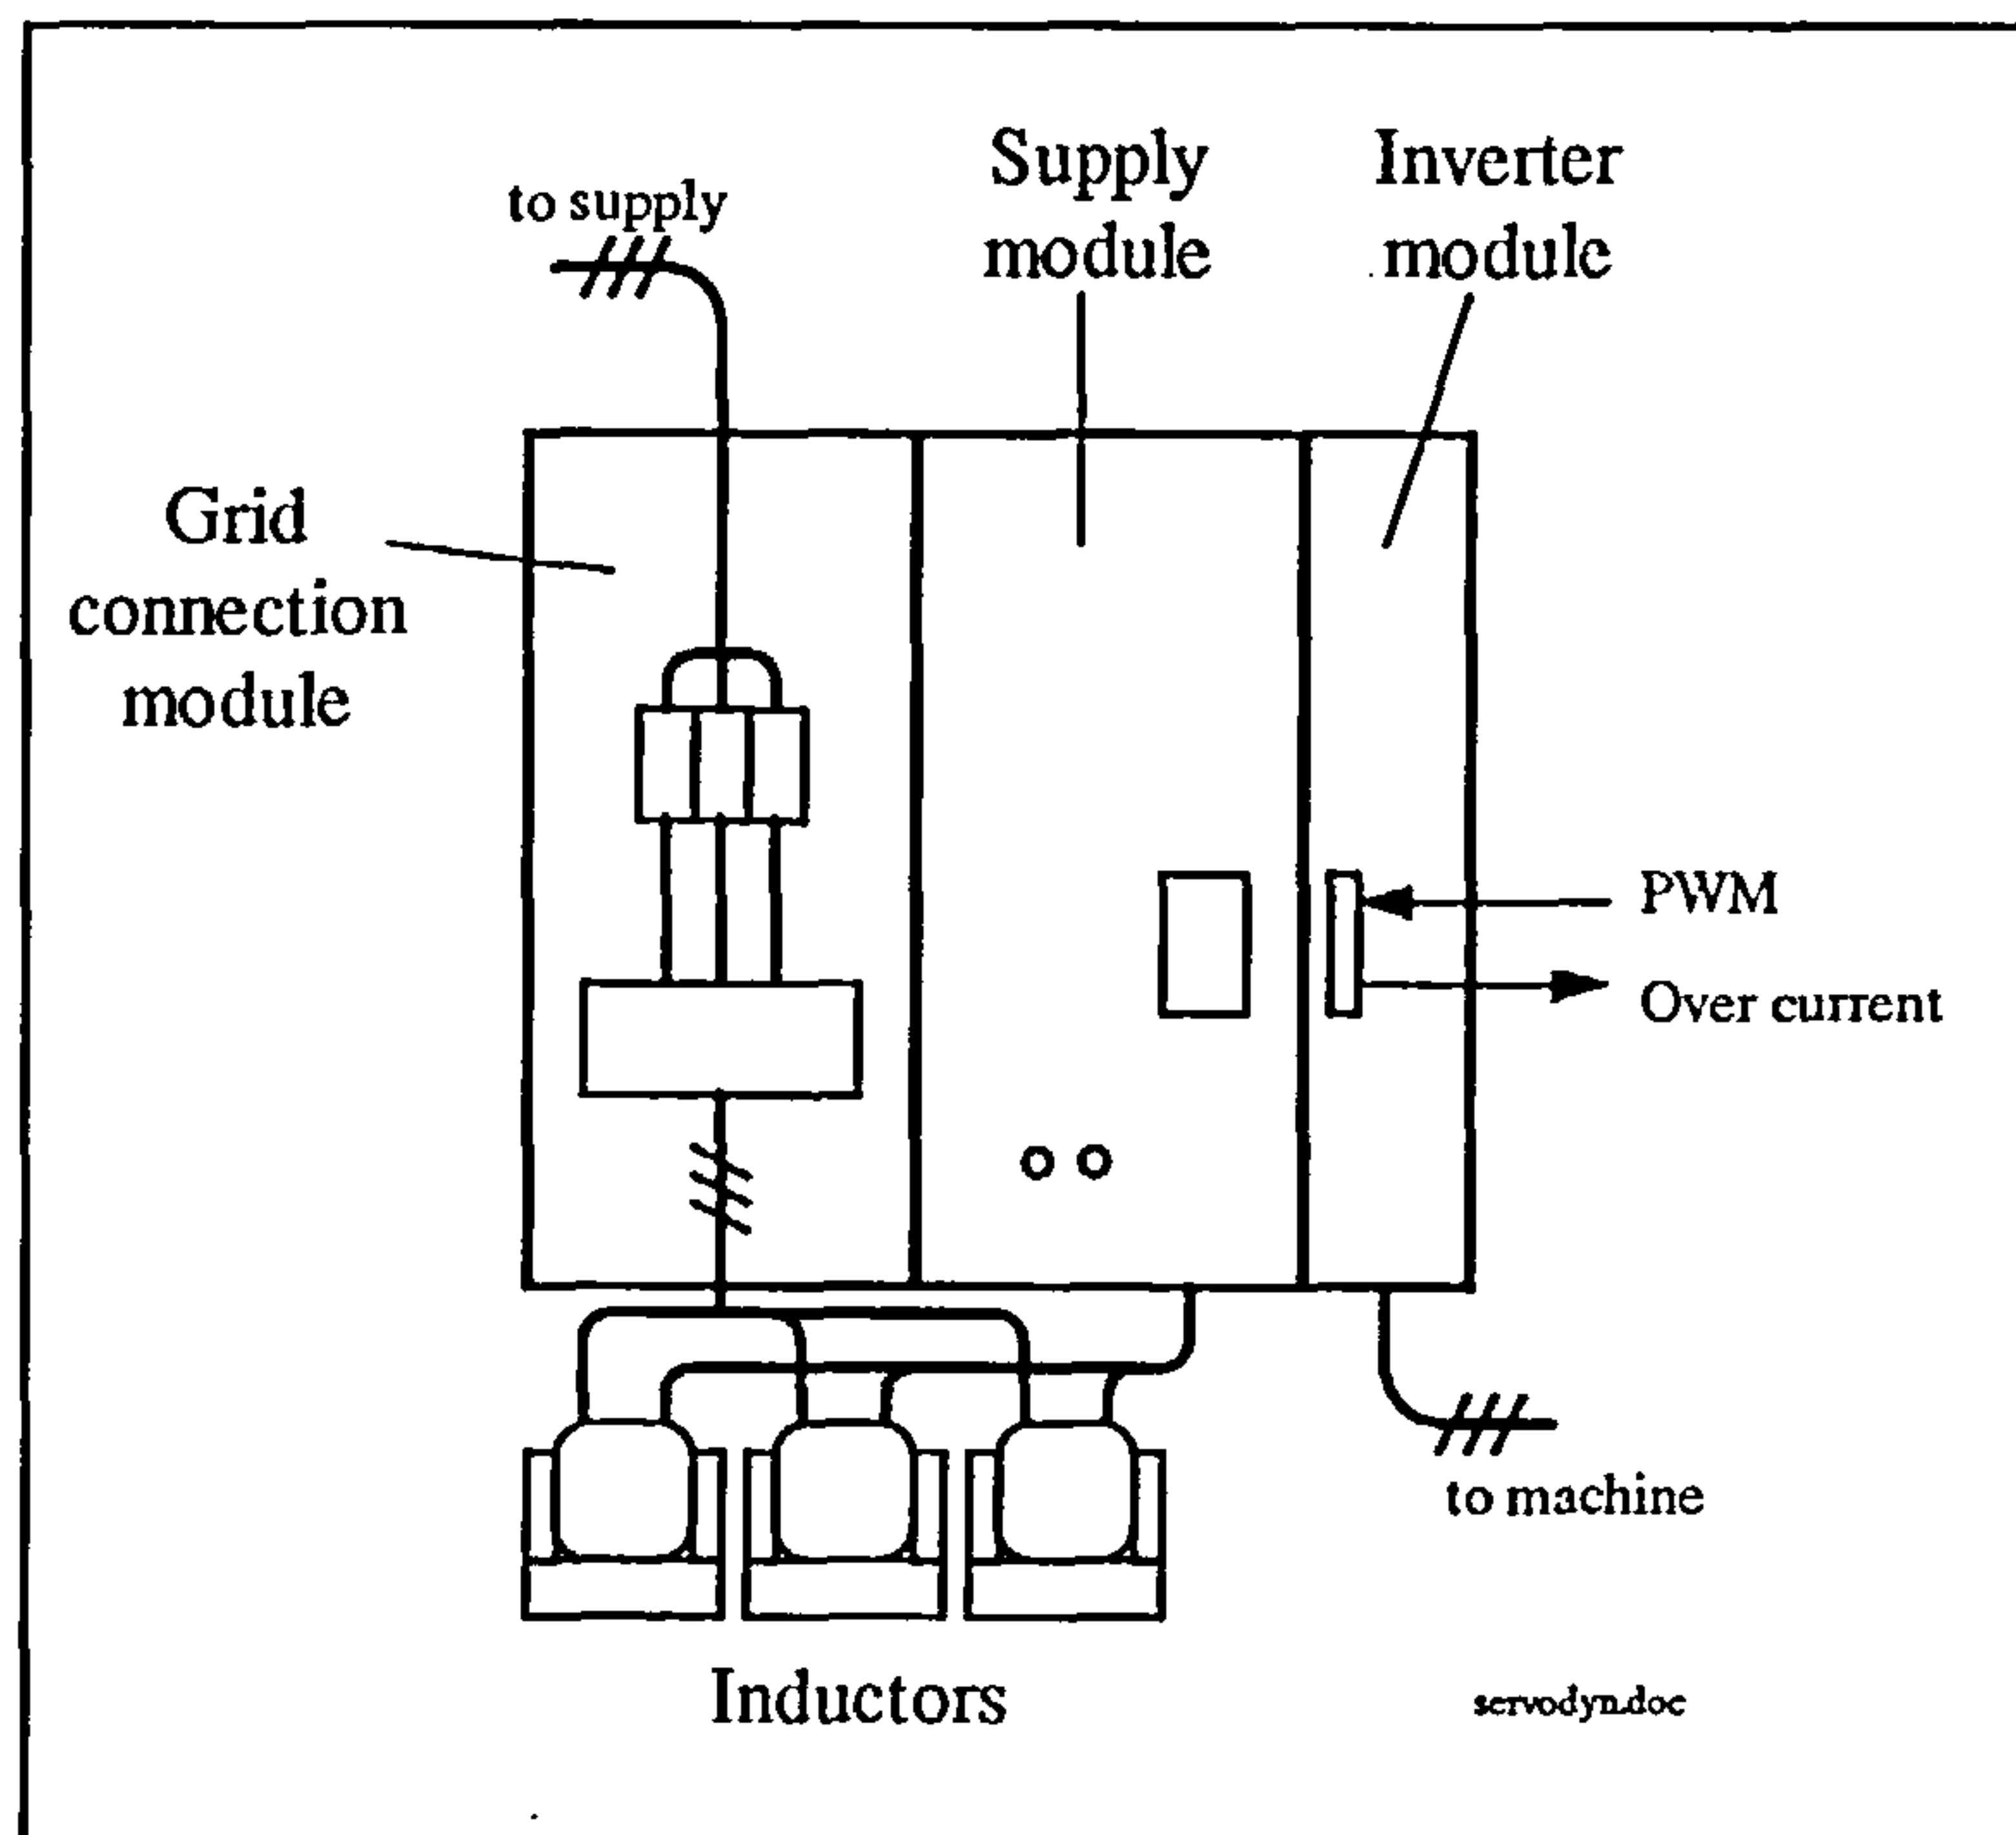 to supply
Supply
module
Inverter
module
Grid
connection
module
PWM
Over current
to machine
Inductors
servodyn.doc